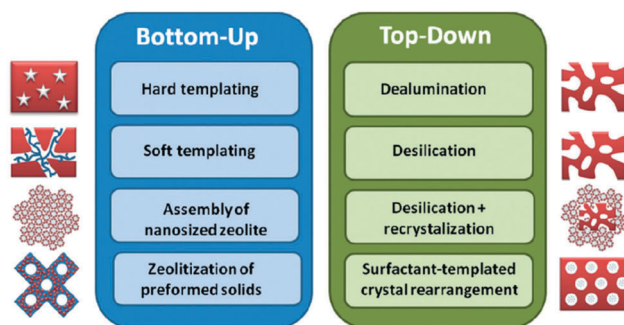 Bottom-Up
Hard templating
Soft templating
Assembly of
nanosized zeolite
Zeolitization of
preformed solids
Top-Down
Dealumination
Desilication
Desilication +
recrystalization
Surfactant-templated
crystal rearrangement